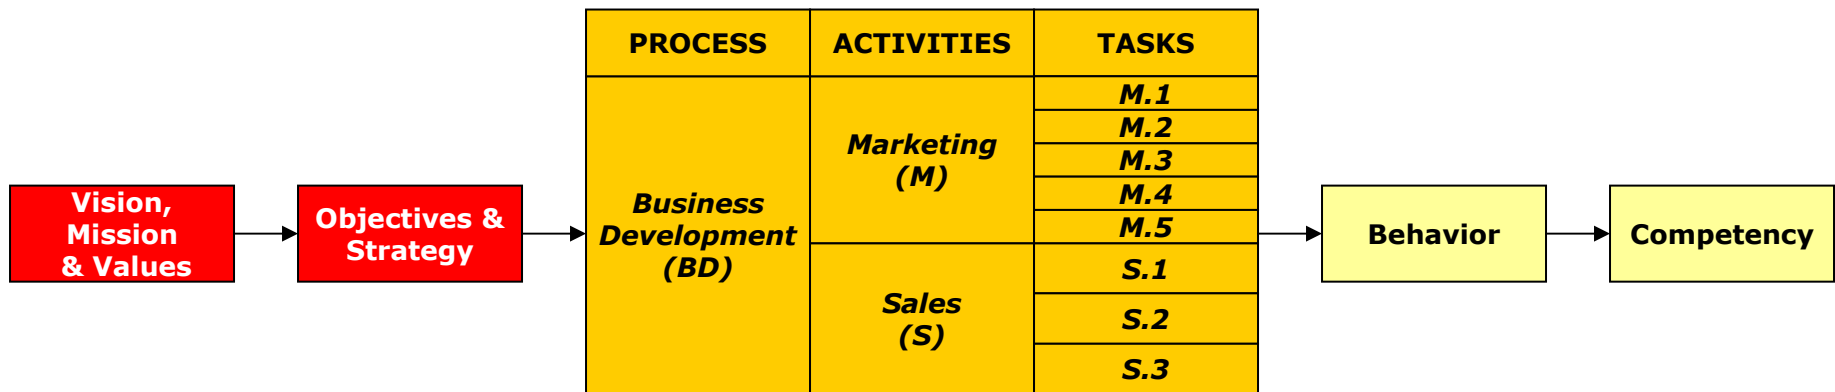 Vision,
Mission
& Values
Objectives &
Strategy
PROCESS
ACTIVITIES
TASKS
Business
Development
(BD)
Marketing
(M)
M.1
M.2
M.3
M.4
M.5
Sales
(S)
S.1
S.2
S.3
Behavior
Competency